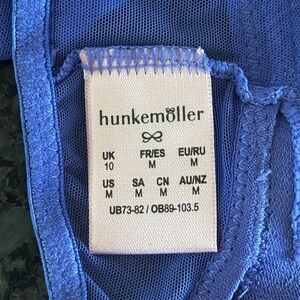 hunkemöller
UK FR/ES EU/RU
10 M M
US SA CN AU/NZ
M M M M
UB73-82 / OB89-103.5